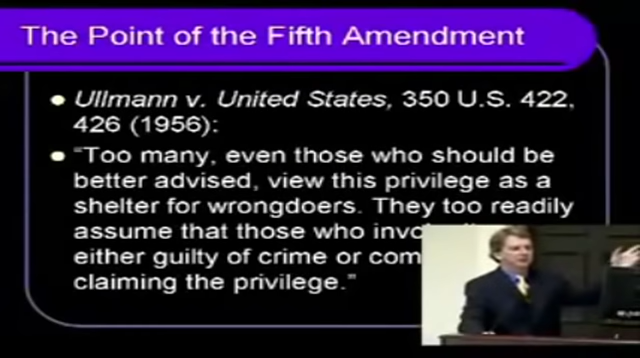 The Point of the Fifth Amendment
Ullmann v. United States, 350 U.S. 422,
426 (1956):
“Too many, even those who should be
better advised, view this privilege as a
shelter for wrongdoers. They too readily
assume that those who
either guilty of crime or
claiming the privilege.”